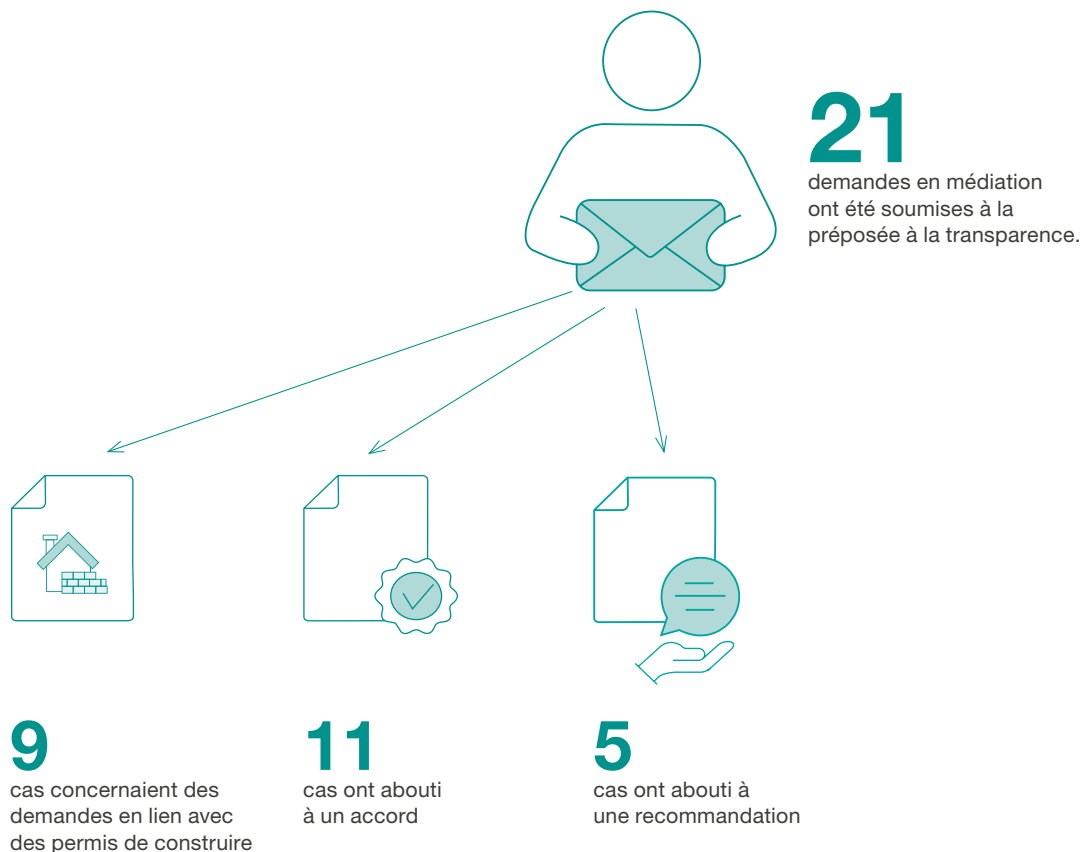 21
demandes en médiation
ont été soumises à la
préposée à la transparence.
9
cas concernaient des
demandes en lien avec
des permis de construire
11
cas ont abouti
à un accord
5
cas ont abouti à
une recommandation